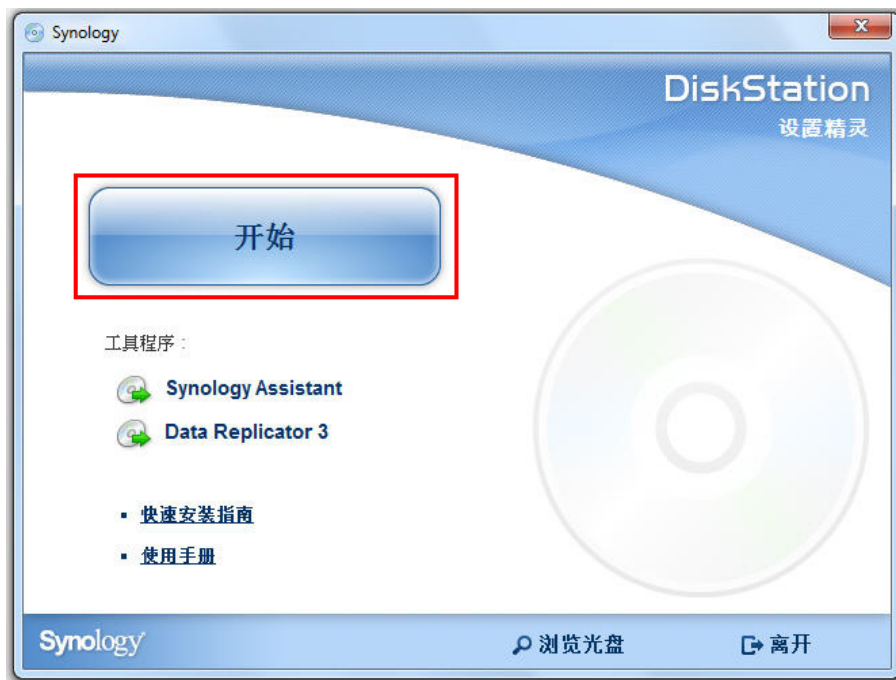 Synology
DiskStation
设置精灵
开始
工具程序：
Synology Assistant
Data Replicator 3
快速安装指南
使用手册
Synology
浏览光盘
离开